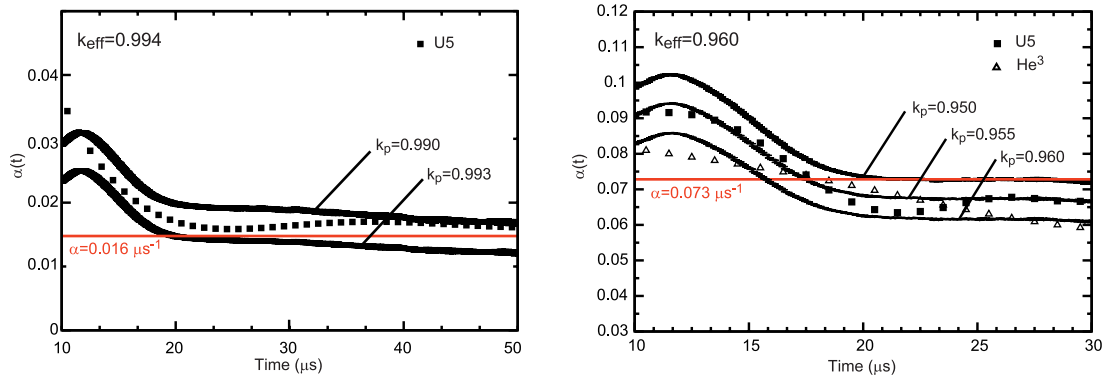 k_eff=0.994
U5
0.04
0.03
0.02
0.01
0
α(t)
k_p=0.990
k_p=0.993
α=0.016 μs⁻¹
10 20 30 40 50
Time (μs)
k_eff=0.960
U5
He³
0.12
0.11
0.1
0.09
0.08
0.07
0.06
0.05
0.04
0.03
α(t)
k_p=0.950
k_p=0.955
k_p=0.960
α=0.073 μs⁻¹
10 15 20 25 30
Time (μs)